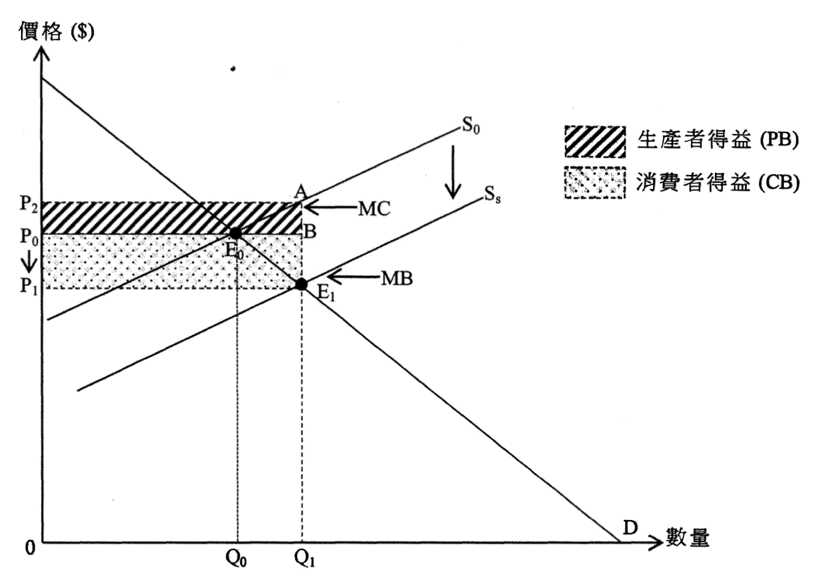 價格 ($)
S₀
生產者得益 (PB)
消費者得益 (CB)
Sₛ
A
P₂
MC
P₀
B
E₀
P₁
MB
E₁
D
0
Q₀
Q₁
數量